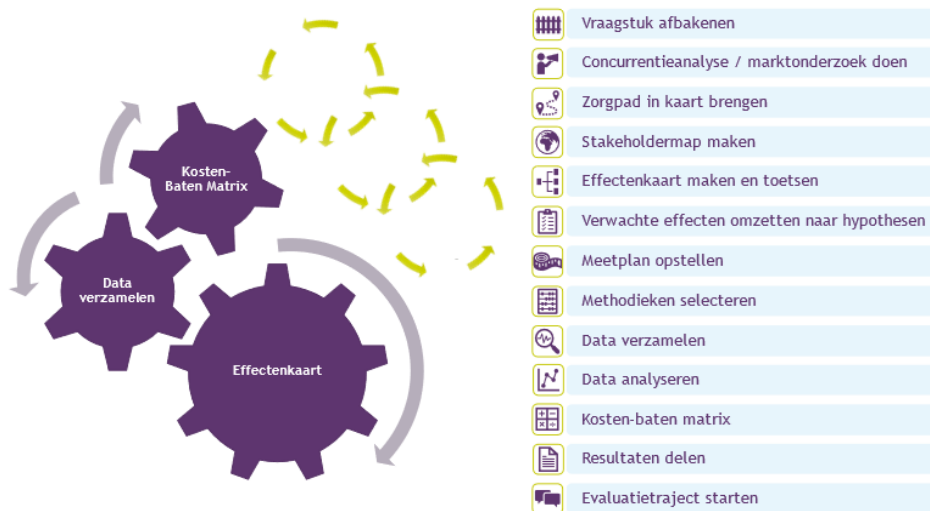 Kosten-
Baten Matrix
Data
verzamelen
Effectenkaart
Vraagstuk afbakenen
Concurrentieanalyse / marktonderzoek doen
Zorgpad in kaart brengen
Stakeholdermap maken
Effectenkaart maken en toetsen
Verwachte effecten omzetten naar hypothesen
Meetplan opstellen
Methodieken selecteren
Data verzamelen
Data analyseren
Kosten-baten matrix
Resultaten delen
Evaluatietraject starten